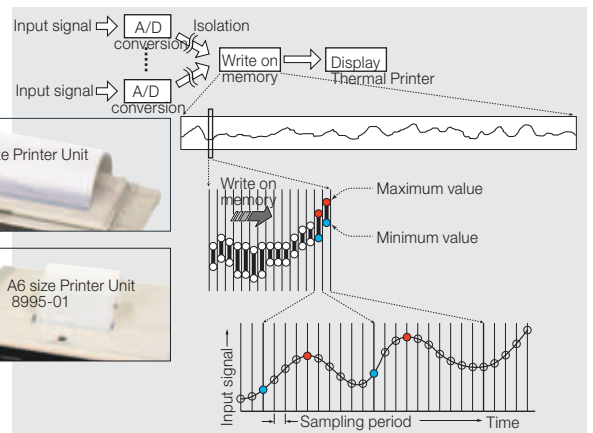 Input signal
A/D
conversion
Isolation
Write on
memory
Display
Thermal Printer
Input signal
A/D
conversion
Printer Unit
Write on
memory
Maximum value
Minimum value
A6 size Printer Unit
8995-01
Input signal
Sampling period
Time